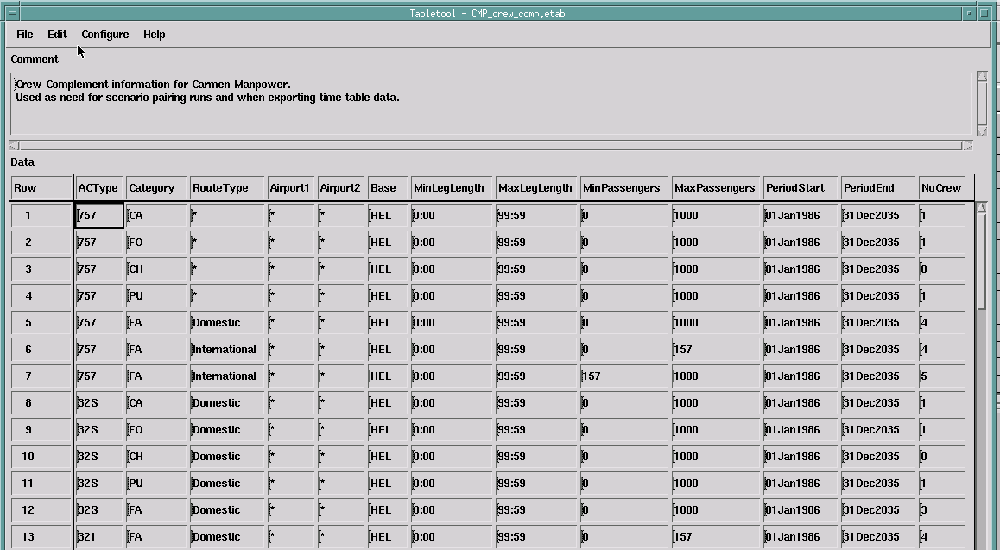 Tabletool - CMP_crew_comp.etab
File Edit Configure Help
Comment
Crew Complement information for Carmen Manpower.
Used as need for scenario pairing runs and when exporting time table data.
Data
Row ACType Category RouteType Airport1 Airport2 Base MinLegLength MaxLegLength MinPassengers MaxPassengers PeriodStart PeriodEnd NoCrew
1 757 CA * * * HEL 0:00 99:59 0 1000 01Jan1986 31Dec2035 1
2 757 FO * * * HEL 0:00 99:59 0 1000 01Jan1986 31Dec2035 1
3 757 CH * * * HEL 0:00 99:59 0 1000 01Jan1986 31Dec2035 0
4 757 PU * * * HEL 0:00 99:59 0 1000 01Jan1986 31Dec2035 1
5 757 FA Domestic * * HEL 0:00 99:59 0 1000 01Jan1986 31Dec2035 4
6 757 FA International * * HEL 0:00 99:59 0 157 01Jan1986 31Dec2035 4
7 757 FA International * * HEL 0:00 99:59 157 1000 01Jan1986 31Dec2035 5
8 32S CA Domestic * * HEL 0:00 99:59 0 1000 01Jan1986 31Dec2035 1
9 32S FO Domestic * * HEL 0:00 99:59 0 1000 01Jan1986 31Dec2035 1
10 32S CH Domestic * * HEL 0:00 99:59 0 1000 01Jan1986 31Dec2035 0
11 32S PU Domestic * * HEL 0:00 99:59 0 1000 01Jan1986 31Dec2035 1
12 32S FA Domestic * * HEL 0:00 99:59 0 1000 01Jan1986 31Dec2035 3
13 321 FA Domestic * * HEL 0:00 99:59 0 157 01Jan1986 31Dec2035 4